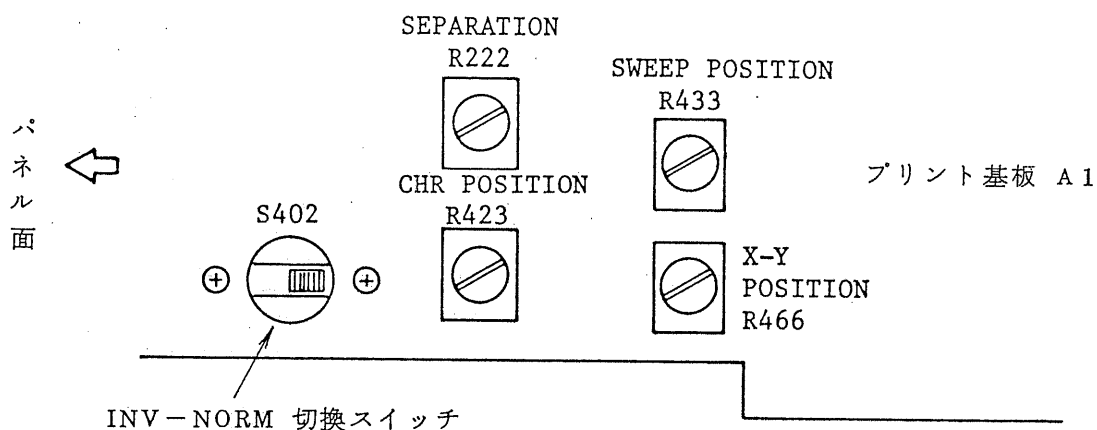 SEPARATION
R222
SWEEP POSITION
R433
パネル面
CHR POSITION
R423
プリント基板 A1
S402
X-Y
POSITION
R466
INV-NORM 切換スイッチ